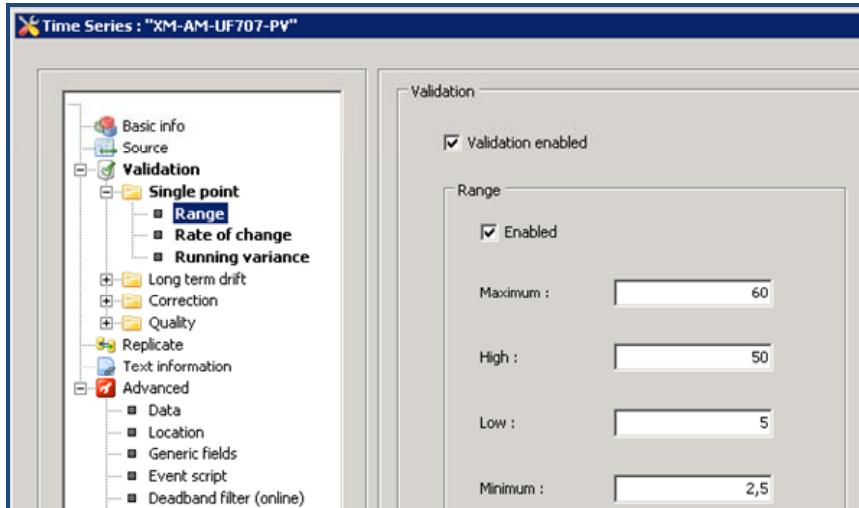 Time Series : "XM-AM-UF707-PV"
Basic info
Source
Validation
Single point
Range
Rate of change
Running variance
Long term drift
Correction
Quality
Replicate
Text information
Advanced
Data
Location
Generic fields
Event script
Deadband filter (online)
Validation
Validation enabled
Range
Enabled
Maximum : 60
High : 50
Low : 5
Minimum : 2,5